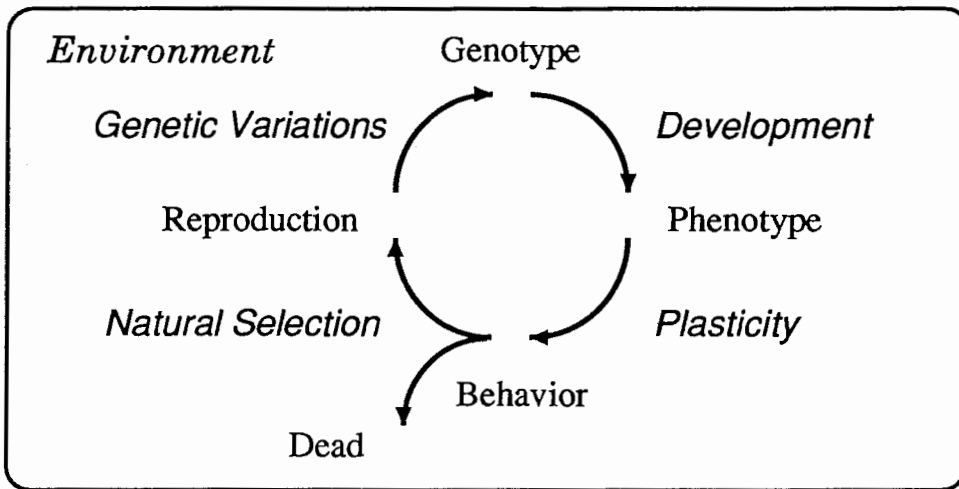 Environment
Genotype
Genetic Variations
Development
Reproduction
Phenotype
Natural Selection
Plasticity
Behavior
Dead